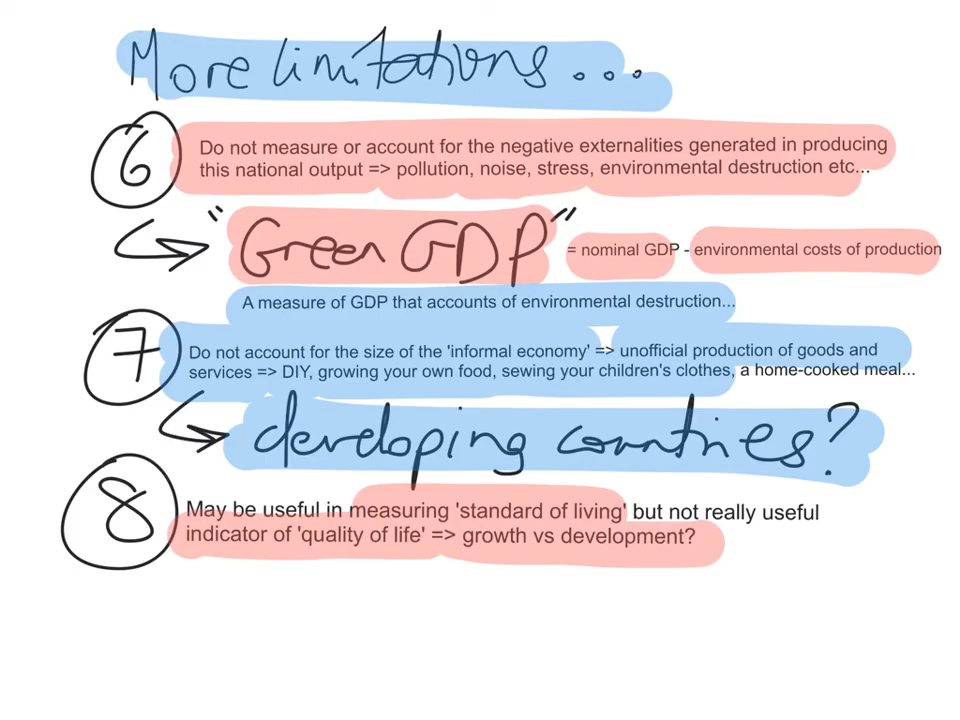 More limitations...
6 Do not measure or account for the negative externalities generated in producing
this national output => pollution, noise, stress, environmental destruction etc...
"Green GDP" = nominal GDP - environmental costs of production
A measure of GDP that accounts of environmental destruction...
7 Do not account for the size of the 'informal economy' => unofficial production of goods and
services => DIY, growing your own food, sewing your children's clothes, a home-cooked meal...
developing countries?
8 May be useful in measuring 'standard of living' but not really useful
indicator of 'quality of life' => growth vs development?